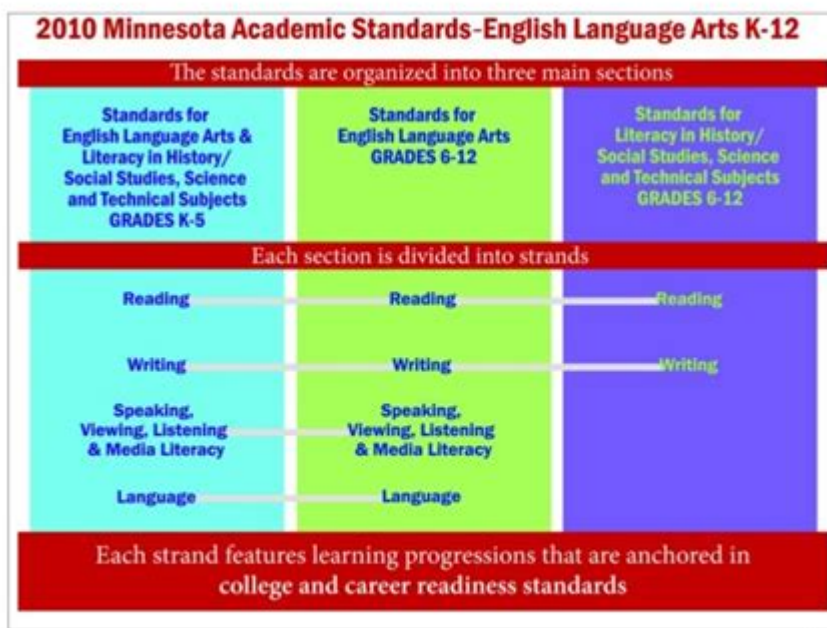 2010 Minnesota Academic Standards-English Language Arts K-12
The standards are organized into three main sections
Standards for
English Language Arts &
Literacy in History/
Social Studies, Science
and Technical Subjects
GRADES K-5
Standards for
English Language Arts
GRADES 6-12
Standards for
Literacy in History/
Social Studies, Science
and Technical Subjects
GRADES 6-12
Each section is divided into strands
Reading Reading Reading
Writing Writing Writing
Speaking,
Viewing, Listening
& Media Literacy
Speaking,
Viewing, Listening
& Media Literacy
Language Language
Each strand features learning progressions that are anchored in
college and career readiness standards